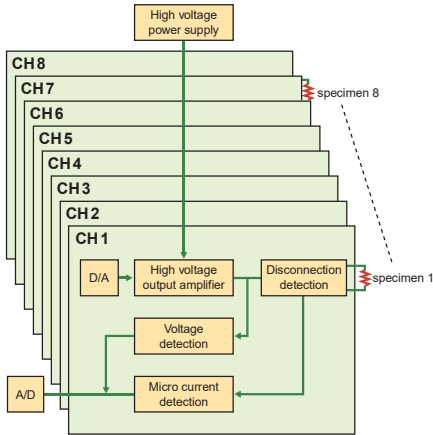 High voltage
power supply
CH8
CH7
specimen 8
CH6
CH5
CH4
CH3
CH2
CH1
D/A
High voltage
output amplifier
Disconnection
detection
specimen 1
Voltage
detection
A/D
Micro current
detection